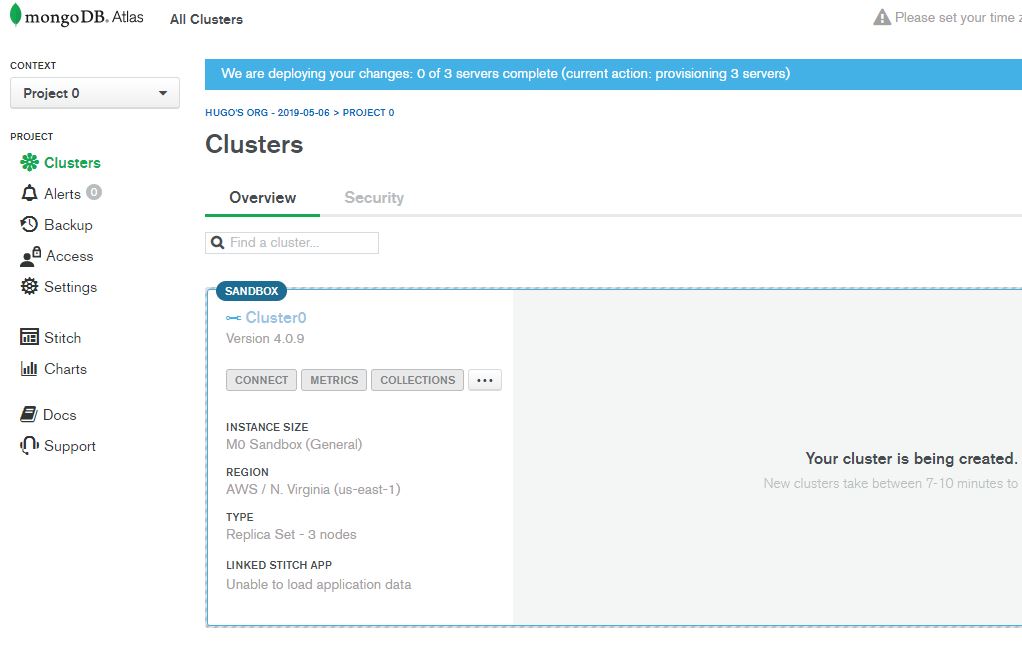 mongoDB. Atlas
All Clusters
Please set your time
CONTEXT
Project 0
PROJECT
Clusters
Alerts 0
Backup
Access
Settings
Stitch
Charts
Docs
Support
We are deploying your changes: 0 of 3 servers complete (current action: provisioning 3 servers)
HUGO'S ORG - 2019-05-06 > PROJECT 0
Clusters
Overview
Security
Find a cluster...
SANDBOX
Cluster0
Version 4.0.9
CONNECT
METRICS
COLLECTIONS
...
INSTANCE SIZE
M0 Sandbox (General)
REGION
AWS / N. Virginia (us-east-1)
TYPE
Replica Set - 3 nodes
LINKED STITCH APP
Unable to load application data
Your cluster is being created.
New clusters take between 7-10 minutes to